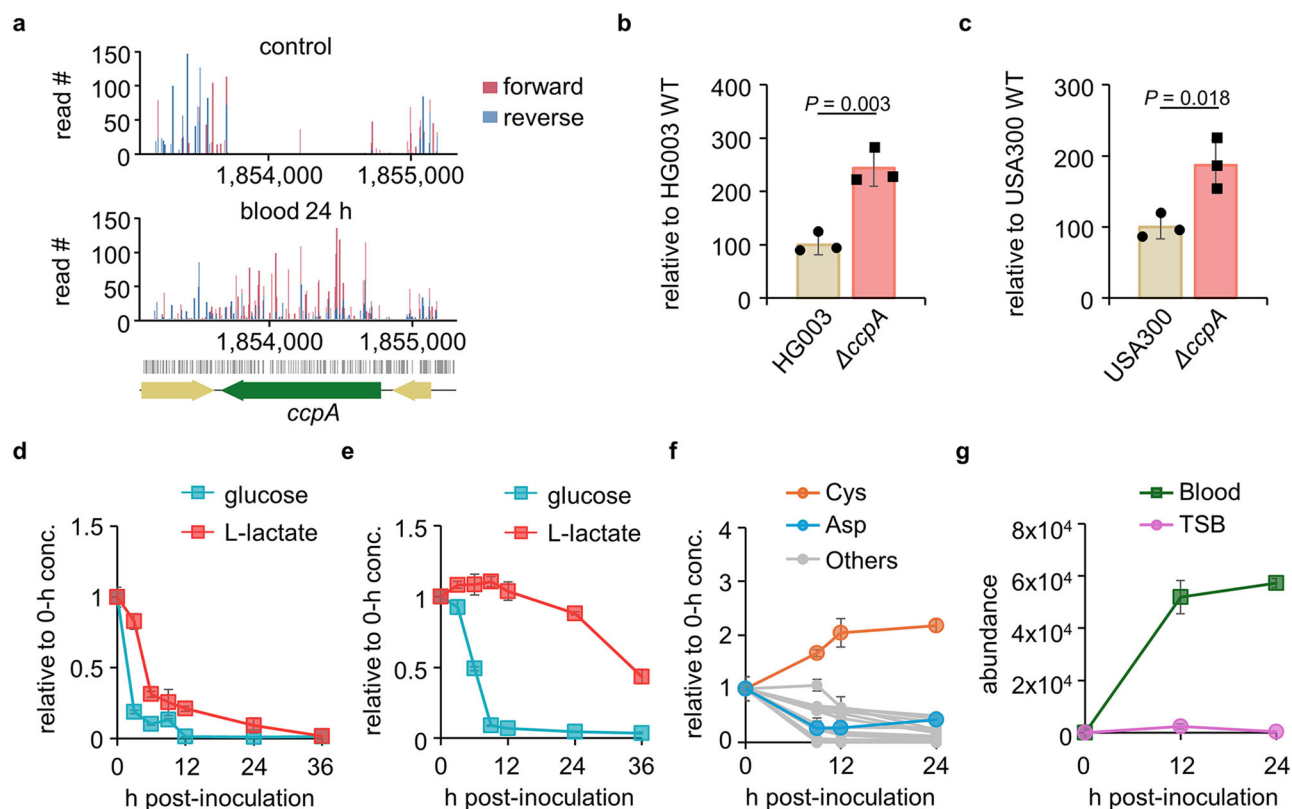 a
control
read #
150
100
50
0
1,854,000
1,855,000
forward
reverse
blood 24 h
read #
150
100
50
0
1,854,000
1,855,000
ccpA
b
relative to HG003 WT
400
300
200
100
0
P = 0.003
HG003
ΔccpA
c
relative to USA300 WT
300
200
100
0
P = 0.018
USA300
ΔccpA
d
glucose
L-lactate
relative to 0-h conc.
1.5
1
0.5
0
0 12 24 36
h post-inoculation
e
glucose
L-lactate
relative to 0-h conc.
1.5
1
0.5
0
0 12 24 36
h post-inoculation
f
Cys
Asp
Others
relative to 0-h conc.
4
3
2
1
0
0 12 24
h post-inoculation
g
Blood
TSB
abundance
8x10⁴
6x10⁴
4x10⁴
2x10⁴
0
0 12 24
h post-inoculation